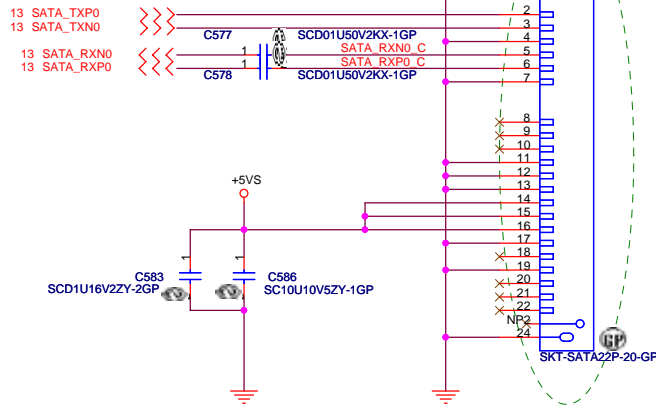 13 SATA_TXP0
2
13 SATA_TXN0
3
C577
SCD01U50V2KX-1GP
4
13 SATA_RXN0
1
SATA_RXN0_C
5
13 SATA_RXP0
1
SATA_RXP0_C
6
C578
SCD01U50V2KX-1GP
7
8
9
10
11
12
13
+5VS
14
15
16
17
1
1
18
C583
C586
19
SCD1U16V2ZY-2GP
SC10U10V5ZY-1GP
20
21
22
NP2
24
GP
SKT-SATA22P-20-GP